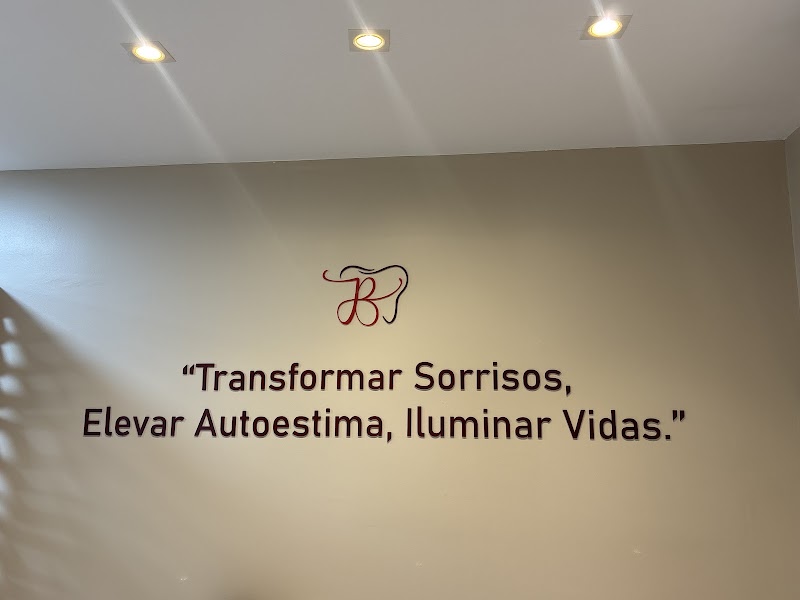 B
“Transformar Sorrisos,
Elevar Autoestima, Iluminar Vidas.”